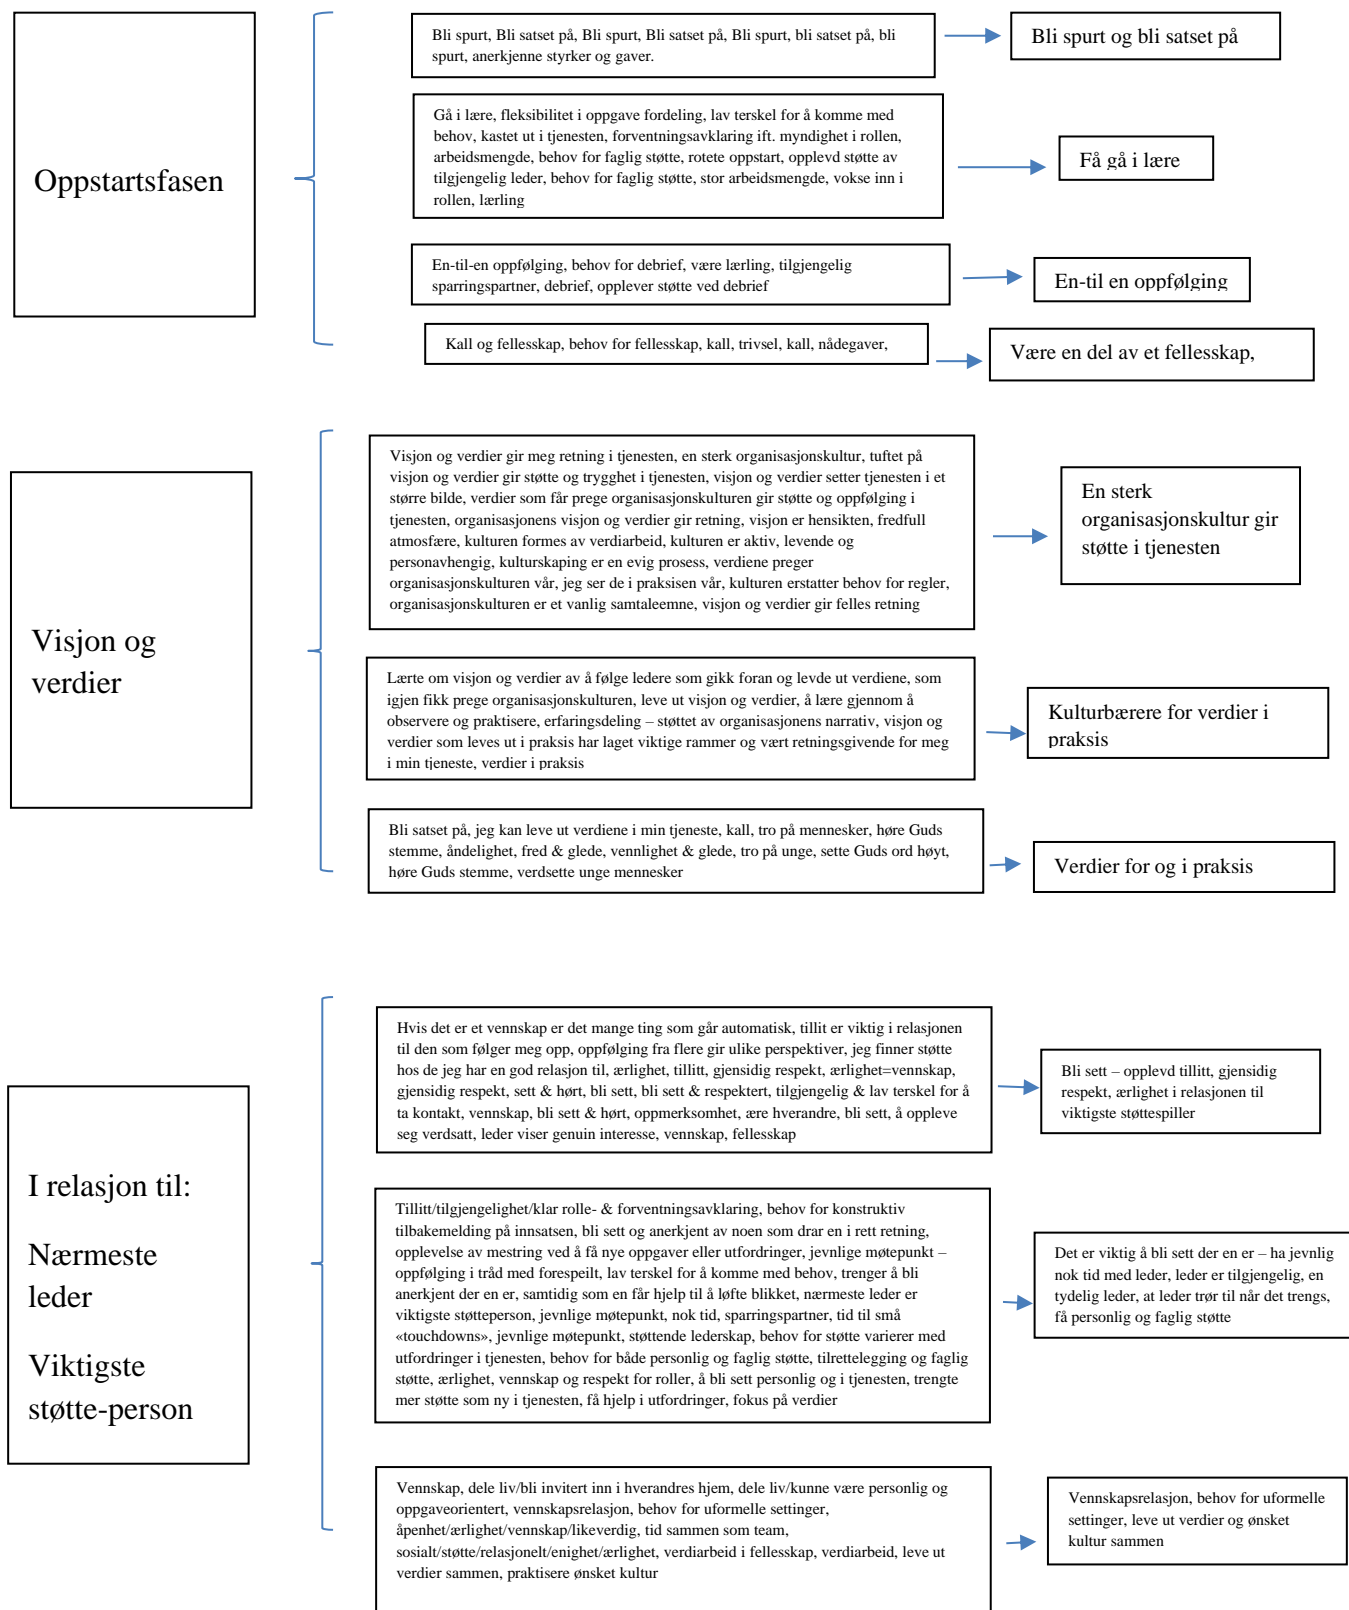 Oppstartsfasen
Bli spurt, Bli satset på, Bli spurt, Bli satset på, Bli spurt, bli satset på, bli
spurt, anerkjenne styrker og gaver.
Bli spurt og bli satset på
Gå i lære, fleksibilitet i oppgave fordeling, lav terskel for å komme med
behov, kastet ut i tjenesten, forventningsavklaring ift. myndighet i rollen,
arbeidsmengde, behov for faglig støtte, rotete oppstart, opplevd støtte av
tilgjengelig leder, behov for faglig støtte, stor arbeidsmengde, vokse inn i
rollen, lærling
Få gå i lære
En-til-en oppfølging, behov for debrief, være lærling, tilgjengelig
sparringspartner, debrief, opplever støtte ved debrief
En-til en oppfølging
Kall og fellesskap, behov for fellesskap, kall, trivsel, kall, nådegaver,
Være en del av et fellesskap,
Visjon og
verdier
Visjon og verdier gir meg retning i tjenesten, en sterk organisasjonskultur, tuftet på
visjon og verdier gir støtte og trygghet i tjenesten, visjon og verdier setter tjenesten i et
større bilde, verdier som får prege organisasjonskulturen gir støtte og oppfølging i
tjenesten, organisasjonens visjon og verdier gir retning, visjon er hensikten, fredfull
atmosfære, kulturen formes av verdiarbeid, kulturen er aktiv, levende og
personavhengig, kulturskaping er en evig prosess, verdiene preger
organisasjonskulturen vår, jeg ser de i praksisen vår, kulturen erstatter behov for regler,
organisasjonskulturen er et vanlig samtaleemne, visjon og verdier gir felles retning
En sterk
organisasjonskultur gir
støtte i tjenesten
Lærte om visjon og verdier av å følge ledere som gikk foran og levde ut verdiene, som
igjen fikk prege organisasjonskulturen, leve ut visjon og verdier, å lære gjennom å
observere og praktisere, erfaringsdeling – støttet av organisasjonens narrativ, visjon og
verdier som leves ut i praksis har laget viktige rammer og vært retningsgivende for meg
i min tjeneste, verdier i praksis
Kulturbærere for verdier i
praksis
Bli satset på, jeg kan leve ut verdiene i min tjeneste, kall, tro på mennesker, høre Guds
stemme, åndelighet, fred & glede, vennlighet & glede, tro på unge, sette Guds ord høyt,
høre Guds stemme, verdsette unge mennesker
Verdier for og i praksis
I relasjon til:
Nærmeste
leder
Viktigste
støtte-person
Hvis det er et vennskap er det mange ting som går automatisk, tillit er viktig i relasjonen
til den som følger meg opp, oppfølging fra flere gir ulike perspektiver, jeg finner støtte
hos de jeg har en god relasjon til, ærlighet, tillitt, gjensidig respekt, ærlighet=vennskap,
gjensidig respekt, sett & hørt, bli sett, bli sett & respektert, tilgjengelig & lav terskel for å
ta kontakt, vennskap, bli sett & hørt, oppmerksomhet, ære hverandre, bli sett, å oppleve
seg verdsatt, leder viser genuin interesse, vennskap, fellesskap
Bli sett – opplevd tillitt, gjensidig
respekt, ærlighet i relasjonen til
viktigste støttespiller
Tillitt/tilgjengelighet/klar rolle- & forventningsavklaring, behov for konstruktiv
tilbakemelding på innsatsen, bli sett og anerkjent av noen som drar en i rett retning,
opplevelse av mestring ved å få nye oppgaver eller utfordringer, jevnlige møtepunkt –
oppfølging i tråd med forespeilt, lav terskel for å komme med behov, trenger å bli
anerkjent der en er, samtidig som en får hjelp til å løfte blikket, nærmeste leder er
viktigste støtteperson, jevnlige møtepunkt, nok tid, sparringspartner, tid til små
«touchdowns», jevnlige møtepunkt, støttende lederskap, behov for støtte varierer med
utfordringer i tjenesten, behov for både personlig og faglig støtte, tilrettelegging og faglig
støtte, ærlighet, vennskap og respekt for roller, å bli sett personlig og i tjenesten, trengte
mer støtte som ny i tjenesten, få hjelp i utfordringer, fokus på verdier
Det er viktig å bli sett der en er – ha jevnlig
nok tid med leder, leder er tilgjengelig, en
tydelig leder, at leder trør til når det trengs,
få personlig og faglig støtte
Vennskap, dele liv/bli invitert inn i hverandres hjem, dele liv/kunne være personlig og
oppgaveorientert, vennskapsrelasjon, behov for uformelle settinger,
åpenhet/ærlighet/vennskap/likeverdig, tid sammen som team,
sosialt/støtte/relasjonelt/enighet/ærlighet, verdiarbeid i fellesskap, verdiarbeid, leve ut
verdier sammen, praktisere ønsket kultur
Vennskapsrelasjon, behov for uformelle
settinger, leve ut verdier og ønsket
kultur sammen